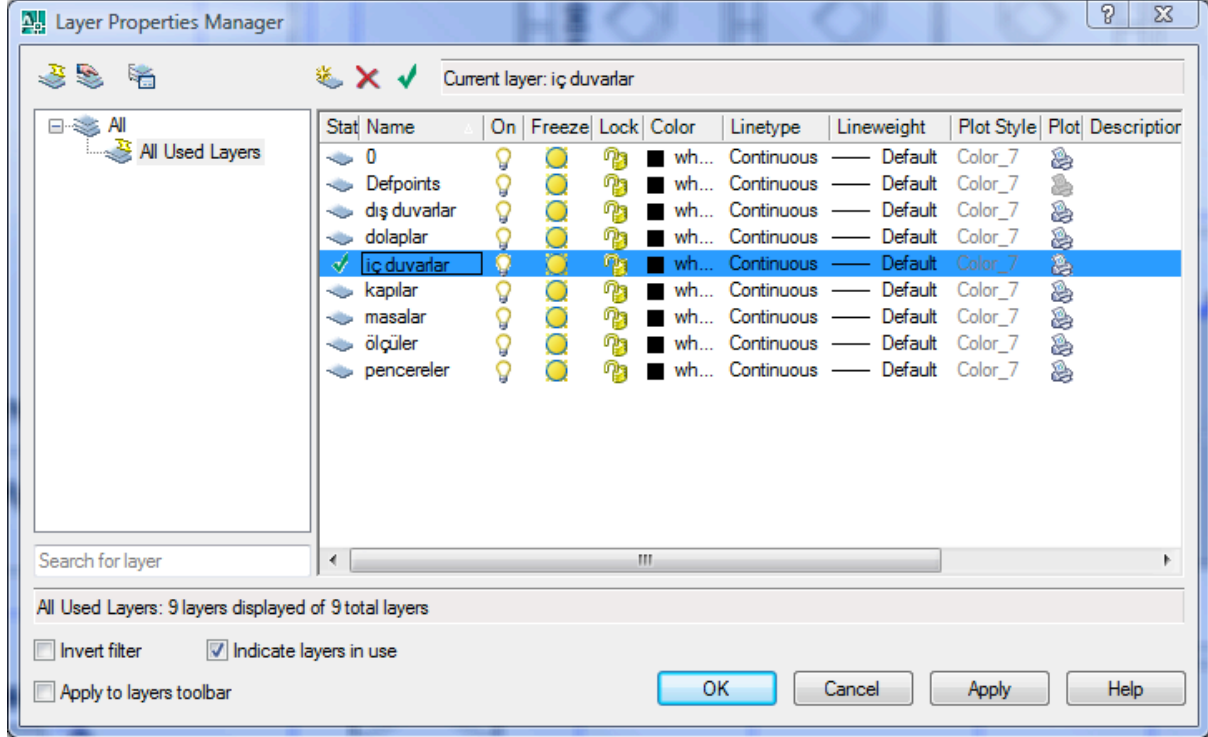 Layer Properties Manager
Current layer: iç duvarlar
All
All Used Layers
Stat Name On Freeze Lock Color Linetype Lineweight Plot Style Plot Description
0 wh... Continuous Default Color_7
Defpoints wh... Continuous Default Color_7
dış duvarlar wh... Continuous Default Color_7
dolaplar wh... Continuous Default Color_7
iç duvarlar wh... Continuous Default Color_7
kapılar wh... Continuous Default Color_7
masalar wh... Continuous Default Color_7
ölçüler wh... Continuous Default Color_7
pencereler wh... Continuous Default Color_7
Search for layer
All Used Layers: 9 layers displayed of 9 total layers
Invert filter Indicate layers in use
Apply to layers toolbar OK Cancel Apply Help